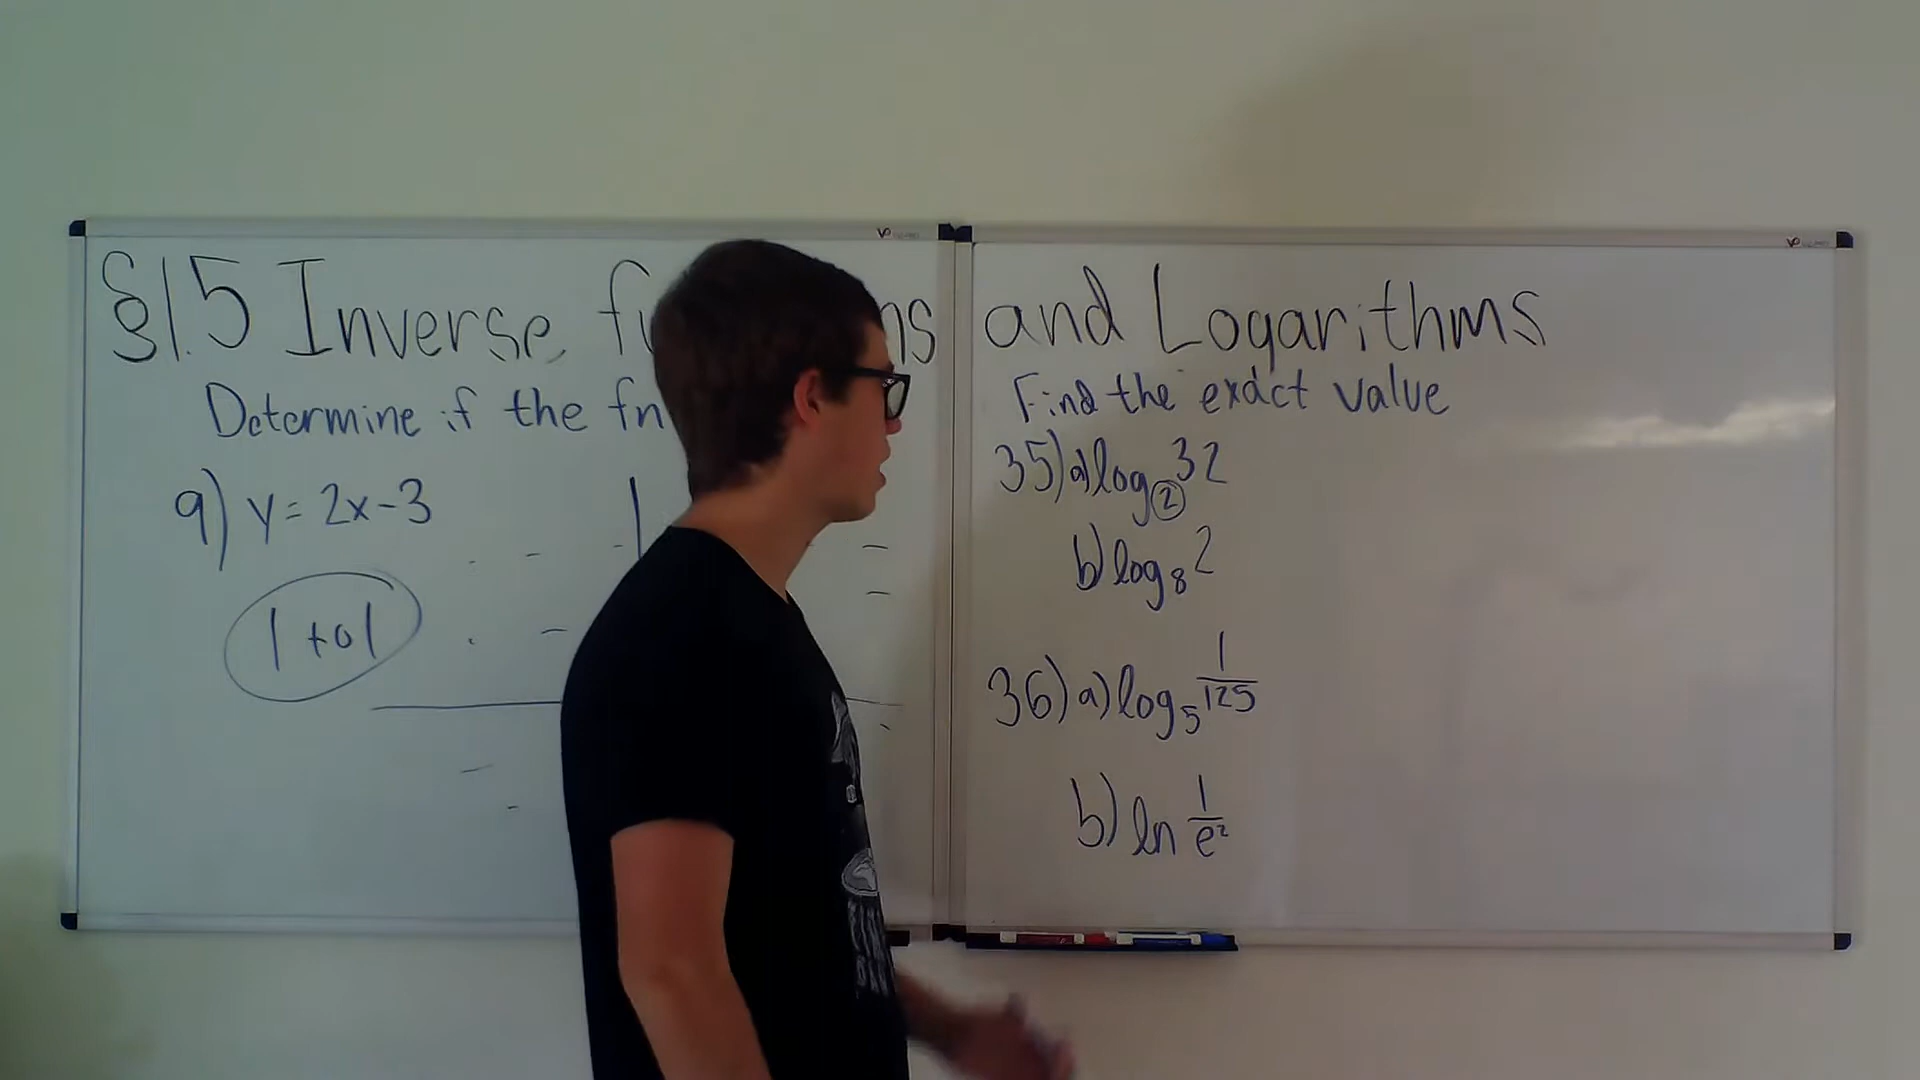 §1.5 Inverse
and Logarithms
Determine if the fn
9) y = 2x-3
1 to 1
Find the exact value
35) a) log₂ 32
b) log₈ 2
36) a) log₅ 1/125
b) ln 1/e²